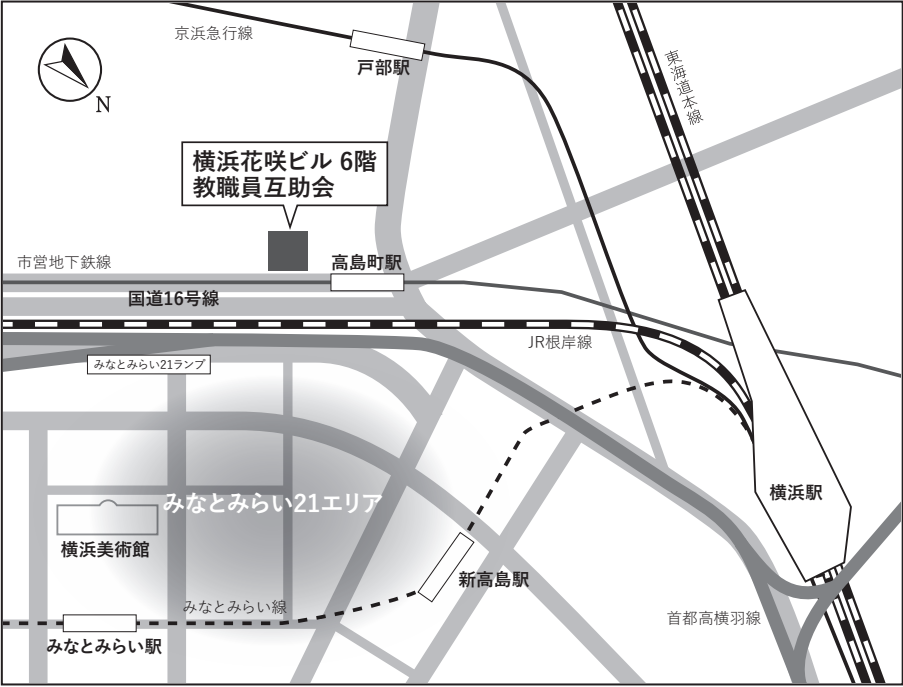 京浜急行線
戸部駅
東海道本線
N
横浜花咲ビル 6階
教職員互助会
市営地下鉄線
高島町駅
国道16号線
JR根岸線
みなとみらい21ランプ
横浜駅
みなとみらい21エリア
横浜美術館
新高島駅
みなとみらい線
首都高横羽線
みなとみらい駅